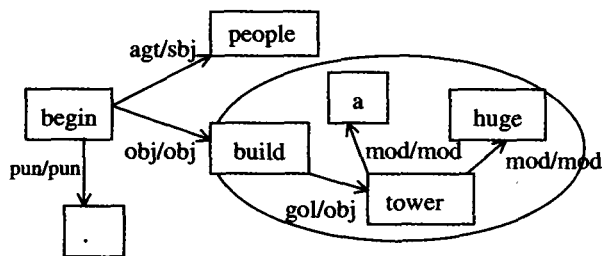 people
agt/sbj
a
huge
begin
obj/obj
build
mod/mod
mod/mod
pun/pun
gol/obj
tower
.